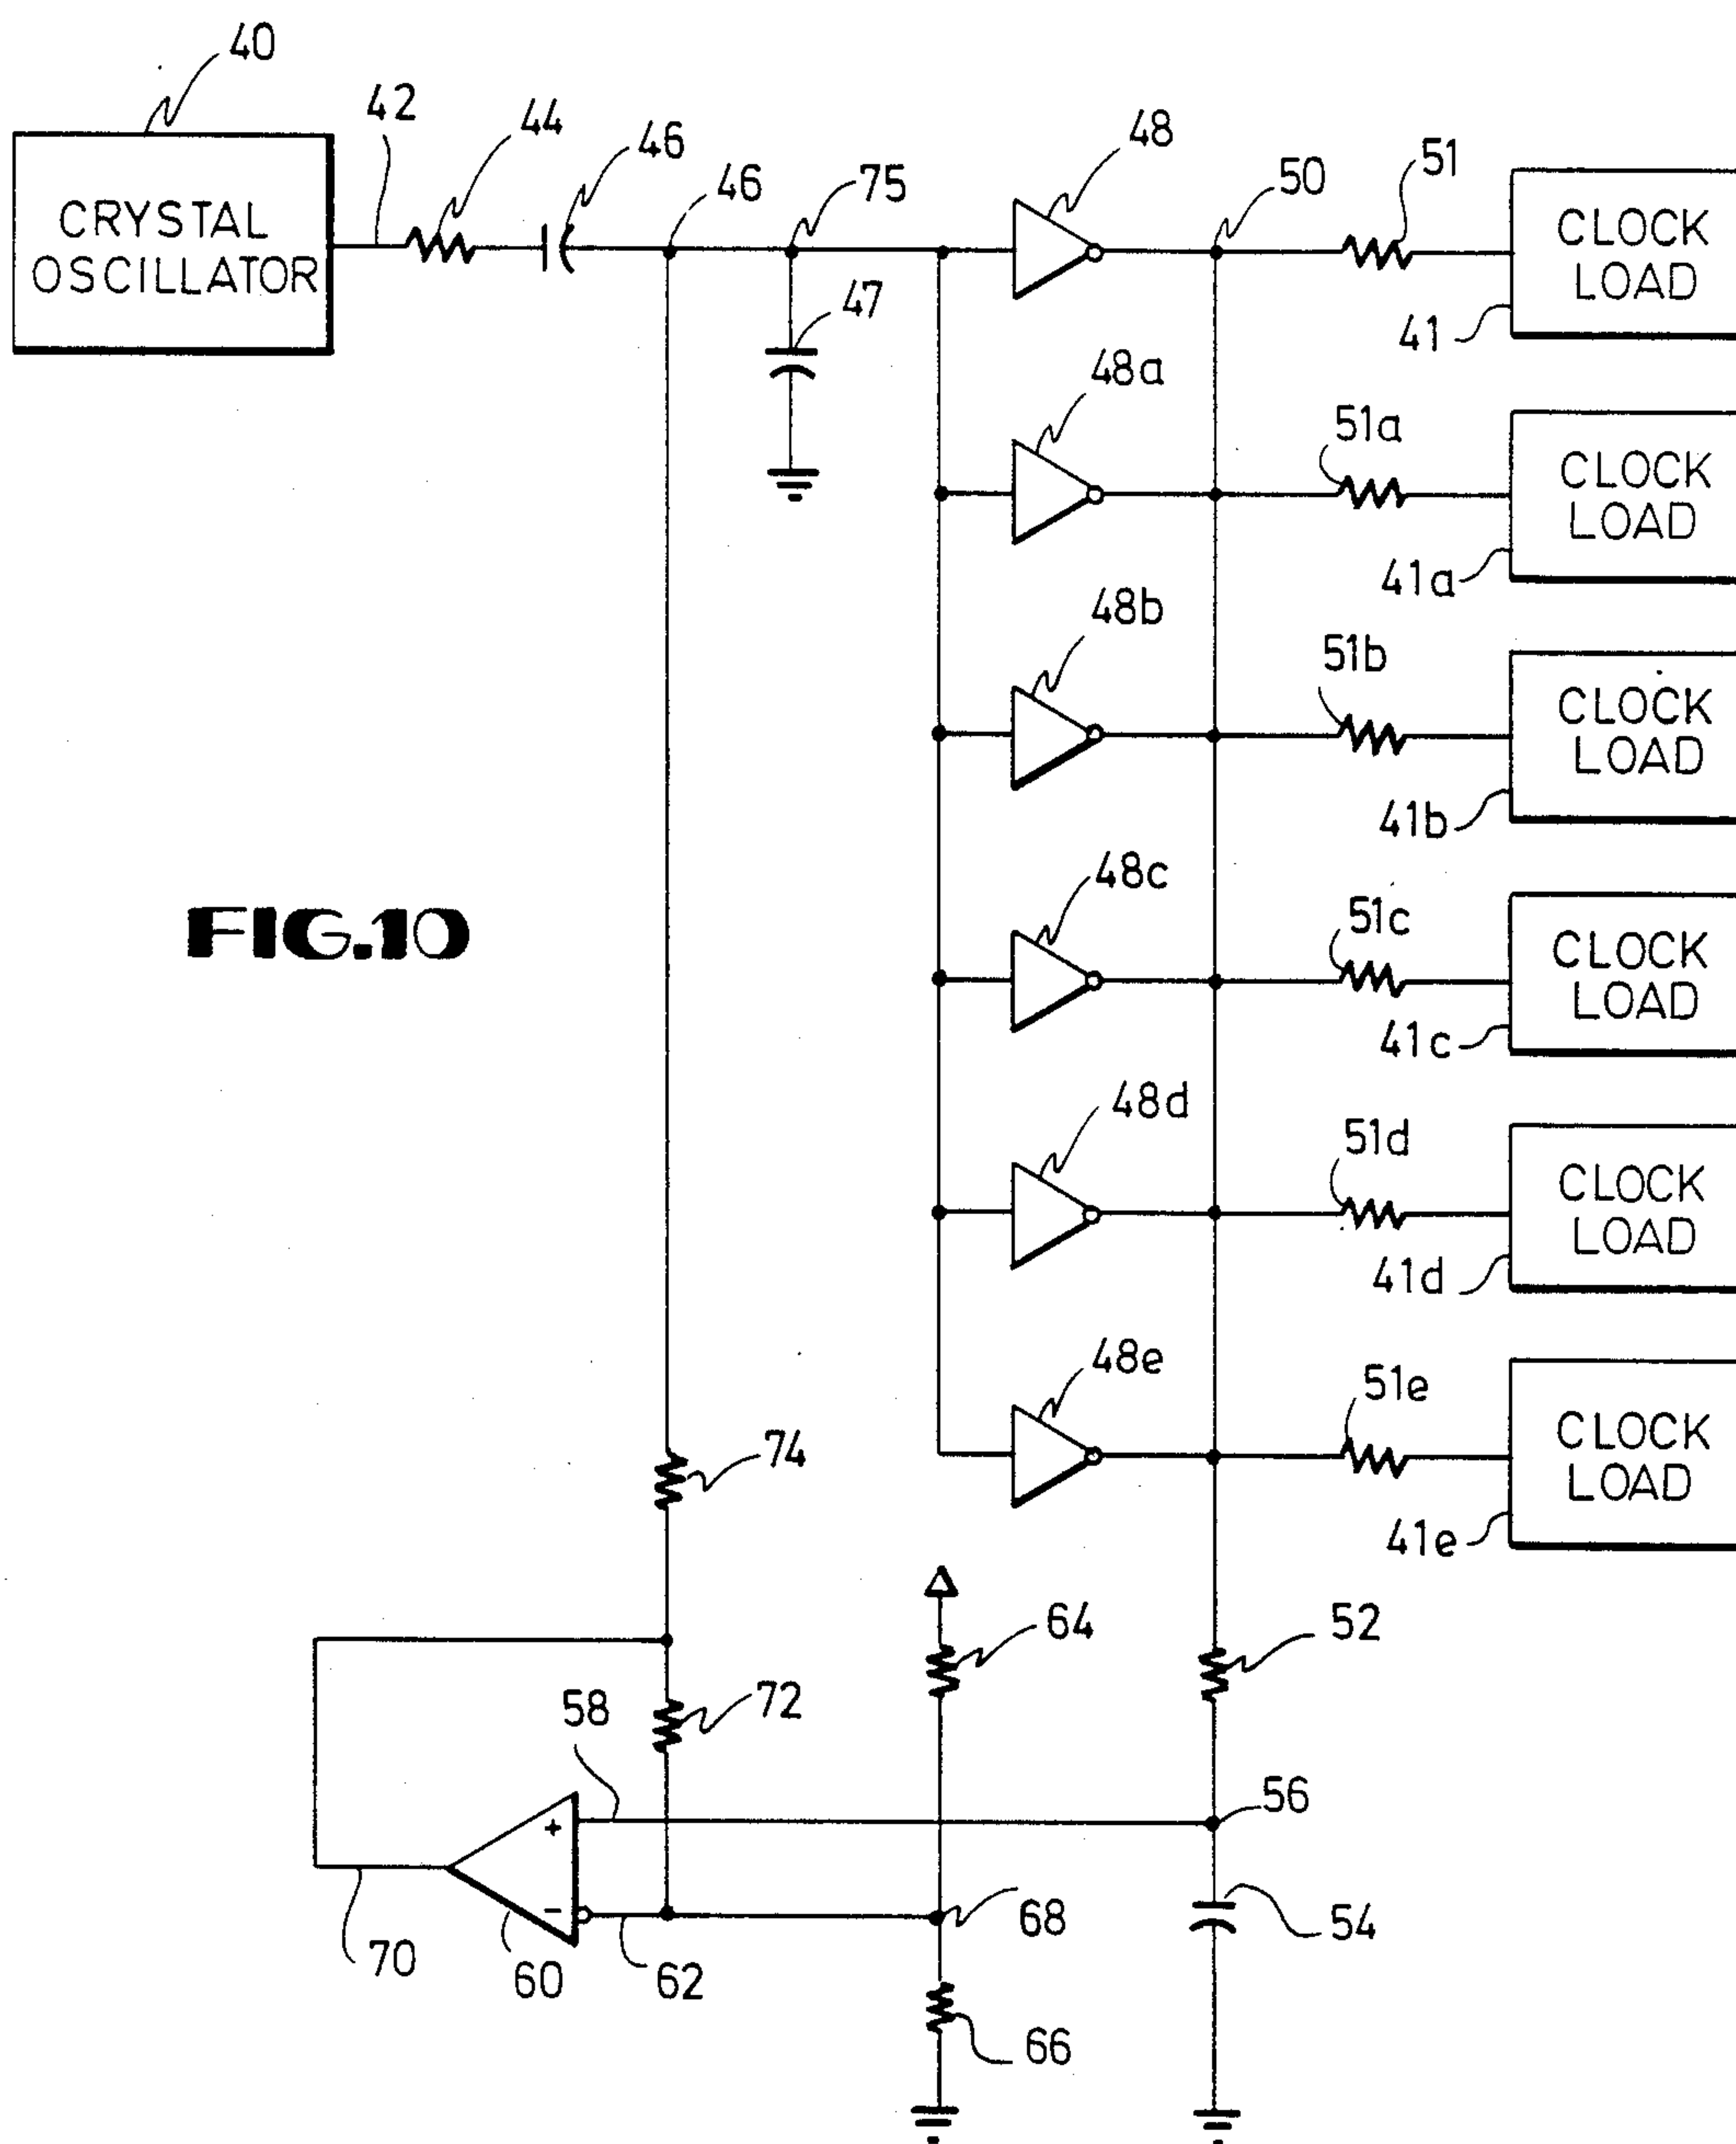 40
42
44
46
46
75
48
50
51
CRYSTAL
OSCILLATOR
CLOCK
LOAD
47
41
48a
51a
CLOCK
LOAD
41a
48b
51b
CLOCK
LOAD
41b
48c
51c
CLOCK
LOAD
41c
FIG.10
48d
51d
CLOCK
LOAD
41d
48e
51e
CLOCK
LOAD
41e
74
64
52
72
58
56
+
-
68
54
70
60
62
66